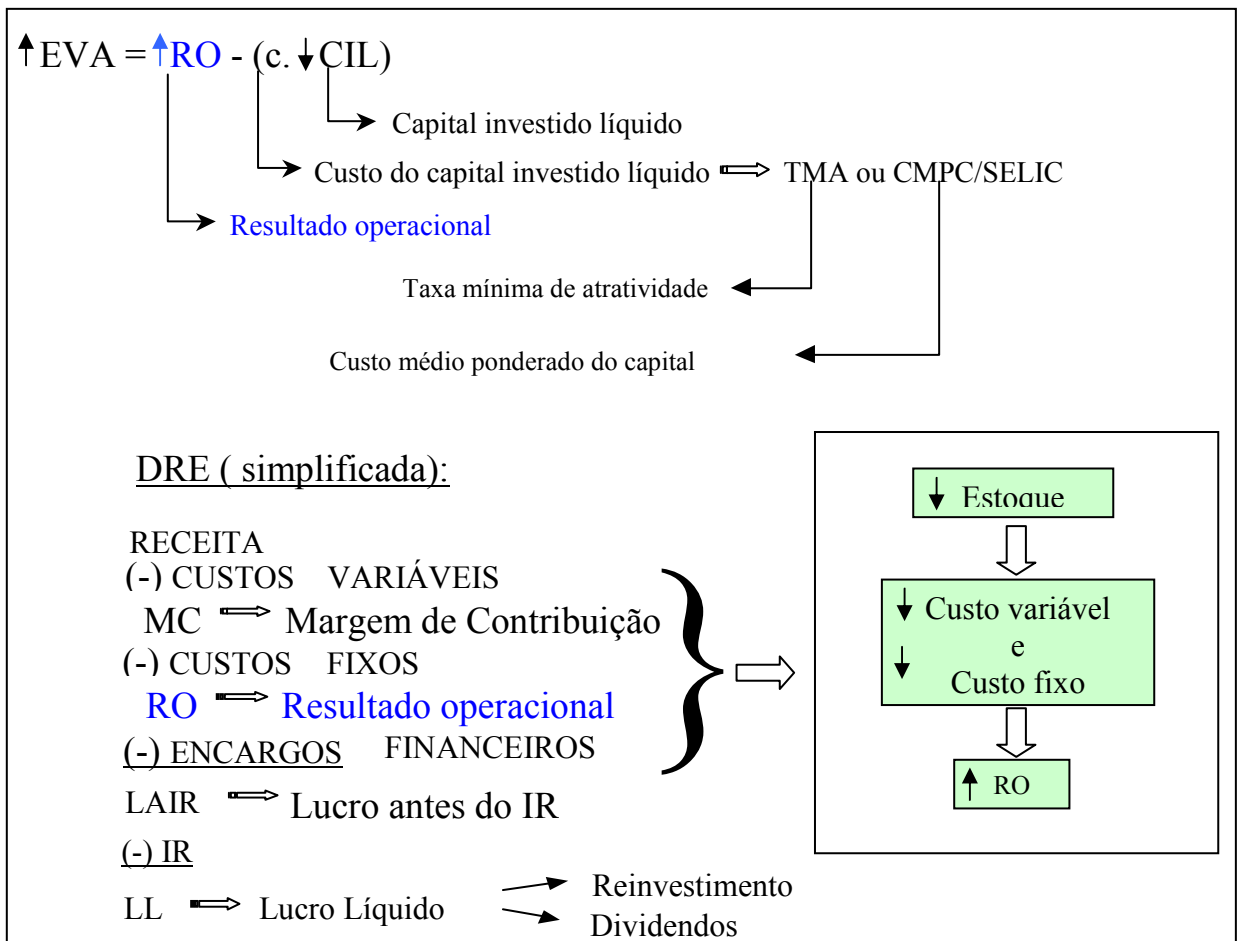 EVA = RO - (c. CIL)
Capital investido líquido
Custo do capital investido líquido TMA ou CMPC/SELIC
Resultado operacional
Taxa mínima de atratividade
Custo médio ponderado do capital
DRE ( simplificada):
RECEITA
(-) CUSTOS VARIÁVEIS
MC Margem de Contribuição
(-) CUSTOS FIXOS
RO Resultado operacional
(-) ENCARGOS FINANCEIROS
LAIR Lucro antes do IR
(-) IR
LL Lucro Líquido
Reinvestimento
Dividendos
Estoque
Custo variável
e
Custo fixo
RO